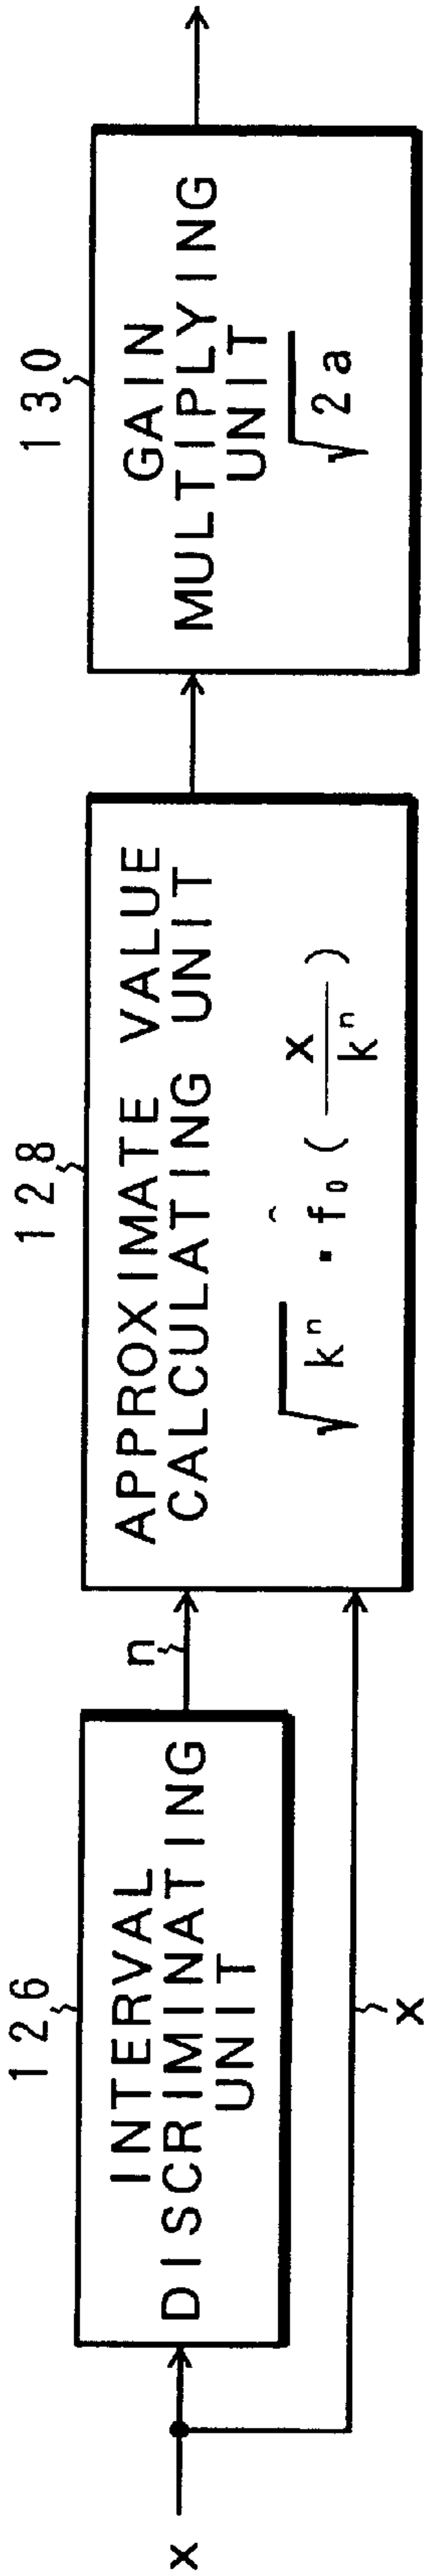 x
126
INTERVAL
DISCRIMINATING
UNIT
n
x
128
APPROXIMATE VALUE
CALCULATING UNIT
√kⁿ · f̂₀ ( x / kⁿ )
130
GAIN
MULTIPLYING
UNIT
√2a